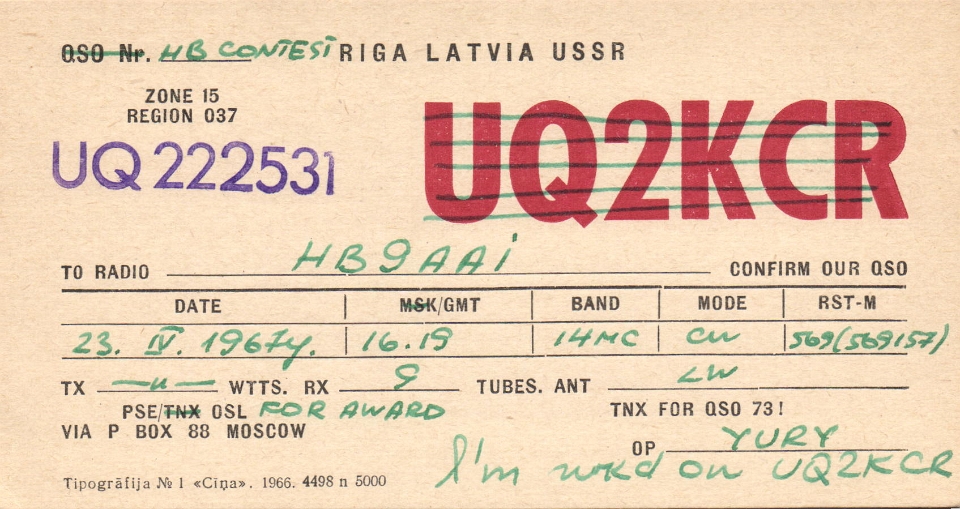 QSO Nr. HB CONTEST RIGA LATVIA USSR
ZONE 15
REGION 037
UQ 222531
UQ2KCR
TO RADIO HB9AAi CONFIRM OUR QSO
DATE MSK/GMT BAND MODE RST-M
23. IV. 1967y. 16.19 14MC CW 569(569157)
TX —„— WTTS. RX 9 TUBES. ANT LW
PSE/TNX QSL FOR AWARD TNX FOR QSO 73!
VIA P BOX 88 MOSCOW
OP YURY
I'm wkd on UQ2KCR
Tipogrāfija № 1 «Cīņa». 1966. 4498 n 5000